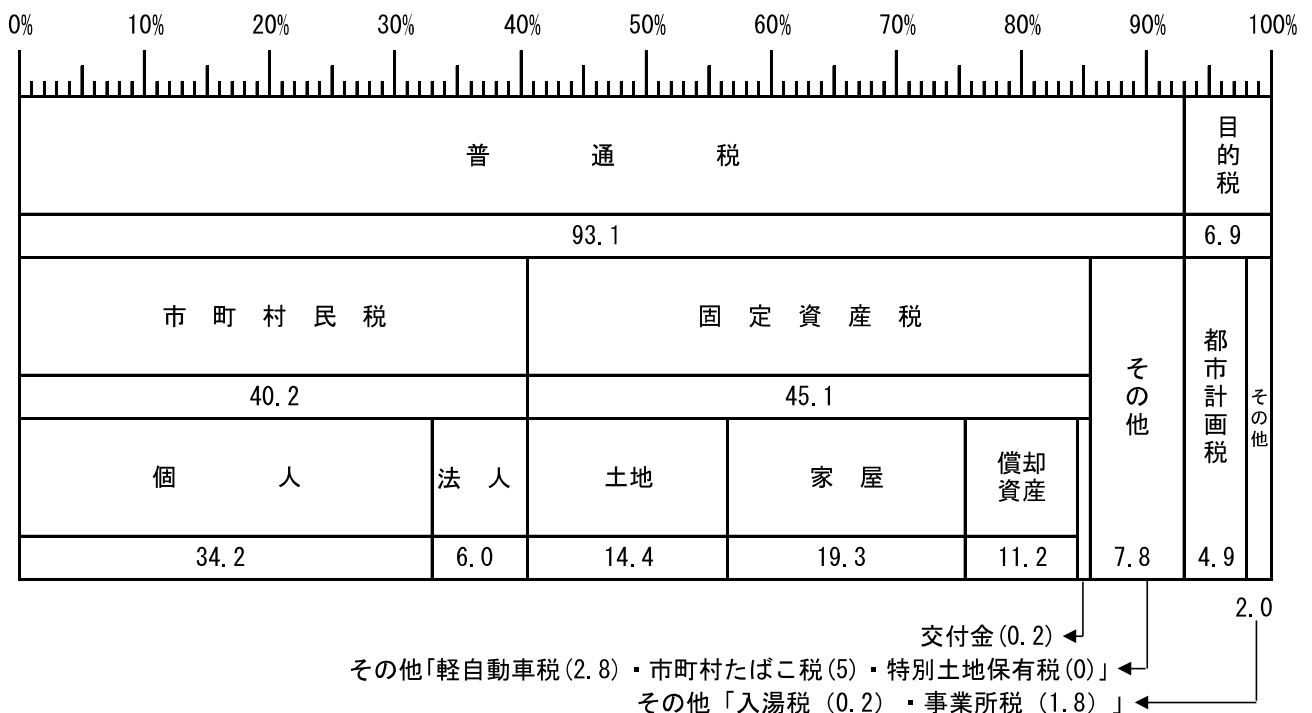 0% 10% 20% 30% 40% 50% 60% 70% 80% 90% 100%
普通税
目的税
93.1
6.9
市町村民税
固定資産税
その他
都市計画税
その他
40.2
45.1
個人
法人
土地
家屋
償却
資産
34.2
6.0
14.4
19.3
11.2
7.8
4.9
2.0
交付金(0.2)
その他「軽自動車税(2.8)・市町村たばこ税(5)・特別土地保有税(0)」
その他「入湯税(0.2)・事業所税(1.8)」